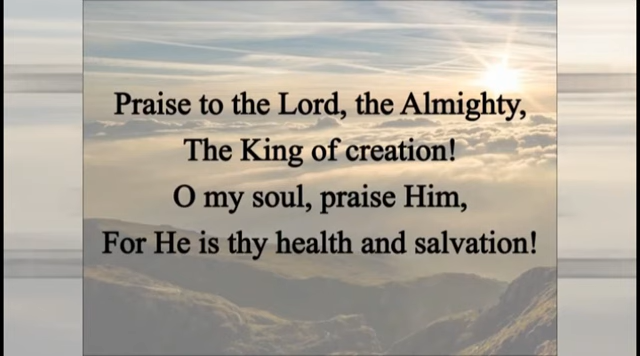 Praise to the Lord, the Almighty,
The King of creation!
O my soul, praise Him,
For He is thy health and salvation!